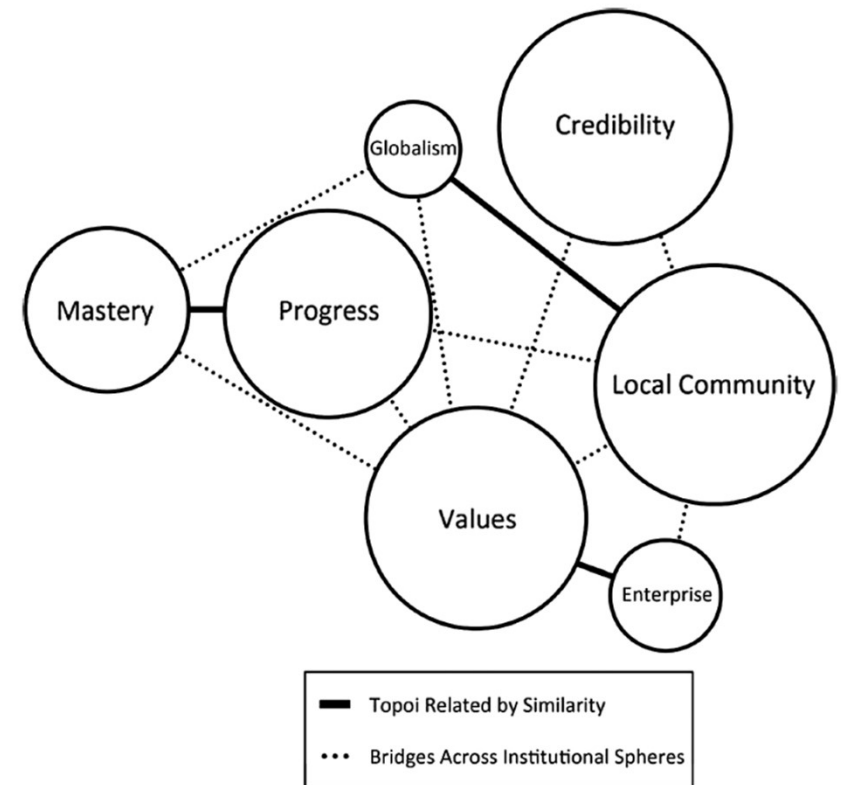 Credibility
Globalism
Mastery
Progress
Local Community
Values
Enterprise
Topoi Related by Similarity
Bridges Across Institutional Spheres